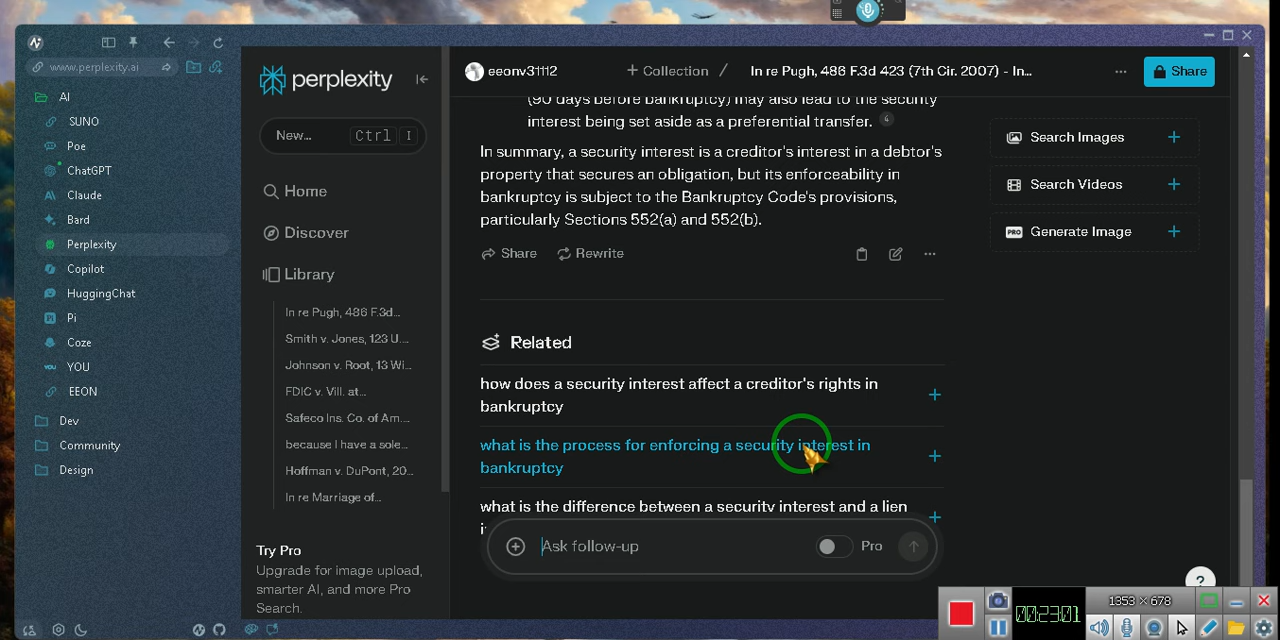 www.perplexity.ai
AI
SUNO
Poe
ChatGPT
Claude
Bard
Perplexity
Copilot
HuggingChat
Pi
Coze
YOU
EEON
Dev
Community
Design
perplexity
New... Ctrl I
Home
Discover
Library
In re Pugh, 486 F.3d...
Smith v. Jones, 123 U....
Johnson v. Root, 13 Wi...
FDIC v. Vill. at...
Safeco Ins. Co. of Am...
because I have a sole...
Hoffman v. DuPont, 20...
In re Marriage of...
Try Pro
Upgrade for image upload,
smarter AI, and more Pro
Search.
eeonv31112
+ Collection / In re Pugh, 486 F.3d 423 (7th Cir. 2007) - In...
Share
(90 days before bankruptcy) may also lead to the security
interest being set aside as a preferential transfer. 4
In summary, a security interest is a creditor's interest in a debtor's
property that secures an obligation, but its enforceability in
bankruptcy is subject to the Bankruptcy Code's provisions,
particularly Sections 552(a) and 552(b).
Share Rewrite
Related
how does a security interest affect a creditor's rights in
bankruptcy
what is the process for enforcing a security interest in
bankruptcy
what is the difference between a security interest and a lien
Ask follow-up
Pro
Search Images
Search Videos
PRO Generate Image
?
1353 × 678
00:23:01